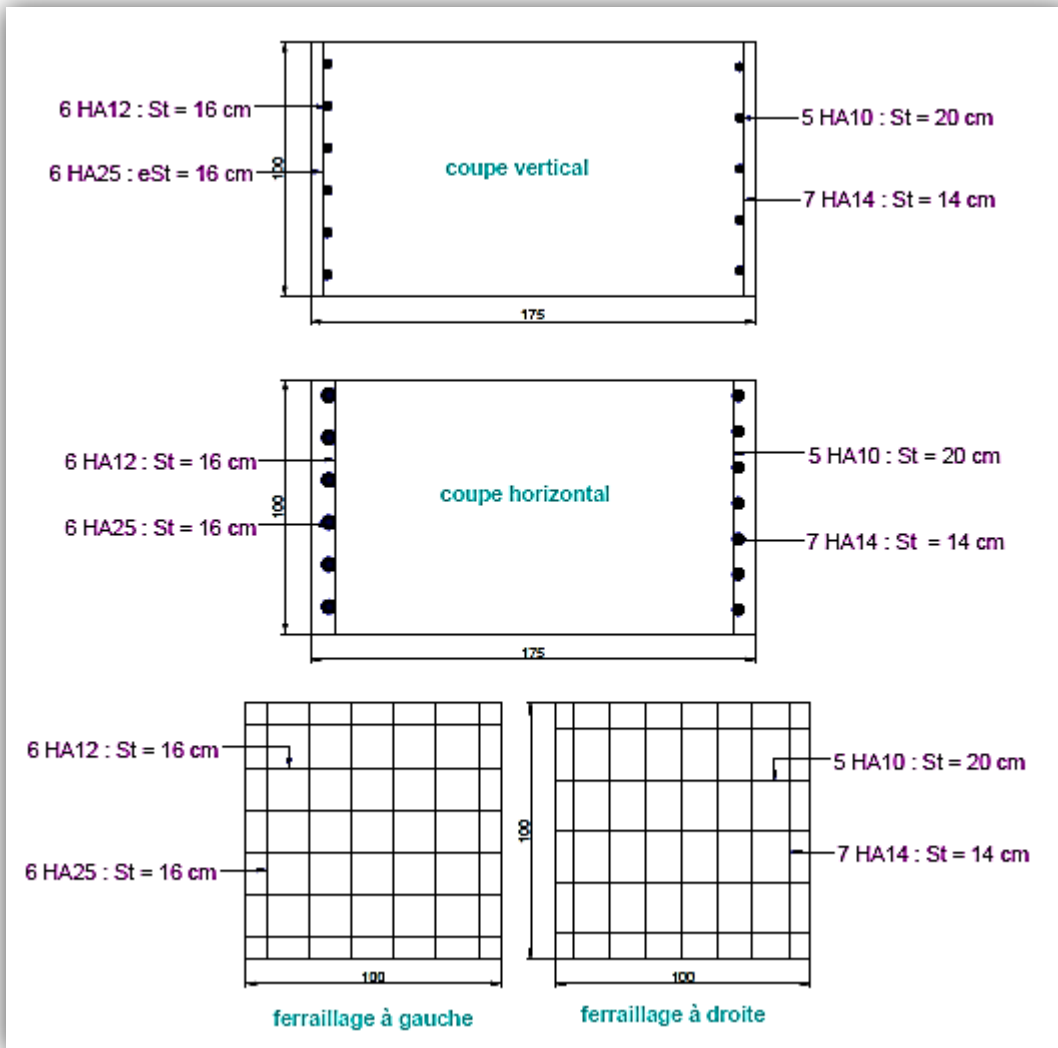 6 HA12 : St = 16 cm
5 HA10 : St = 20 cm
6 HA25 : eSt = 16 cm
100
coupe vertical
7 HA14 : St = 14 cm
175
6 HA12 : St = 16 cm
5 HA10 : St = 20 cm
100
coupe horizontal
6 HA25 : St = 16 cm
7 HA14 : St = 14 cm
175
6 HA12 : St = 16 cm
5 HA10 : St = 20 cm
100
6 HA25 : St = 16 cm
7 HA14 : St = 14 cm
100
100
ferraillage à gauche
ferraillage à droite